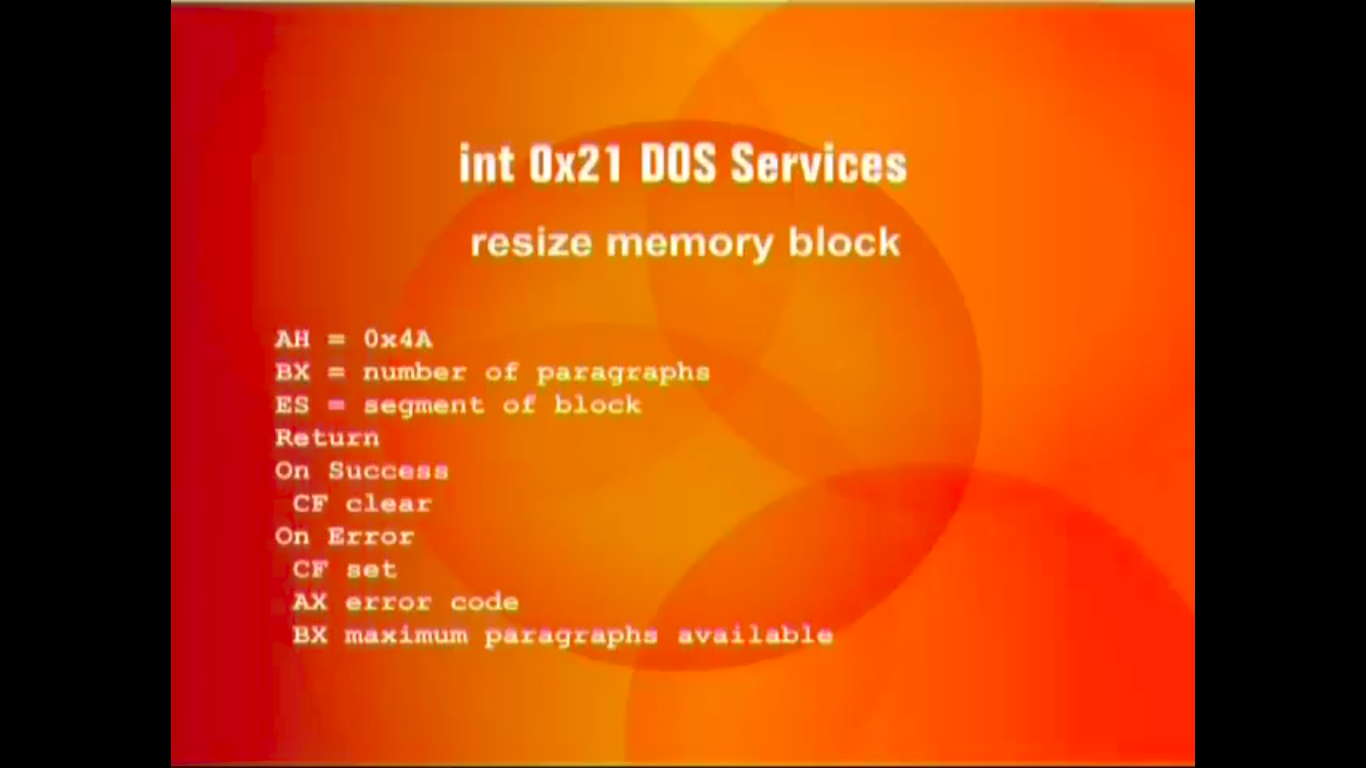 int 0x21 DOS Services
resize memory block
AH = 0x4A
BX = number of paragraphs
ES = segment of block
Return
On Success
CF clear
On Error
CF set
AX error code
BX maximum paragraphs available